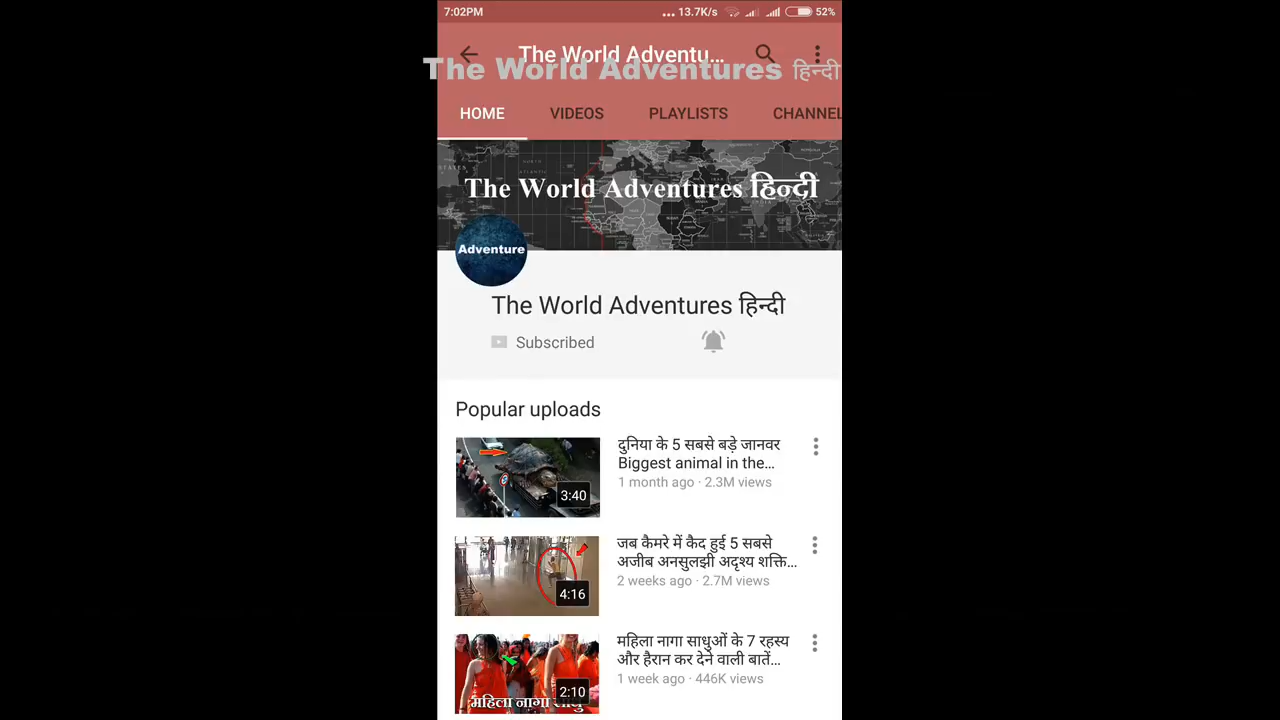 7:02PM
... 13.7K/s
52%
The World Adventu...
The World Adventures हिन्दी
HOME
VIDEOS
PLAYLISTS
CHANNEL
The World Adventures हिन्दी
Adventure
The World Adventures हिन्दी
Subscribed
Popular uploads
3:40
दुनिया के 5 सबसे बड़े जानवर
Biggest animal in the...
1 month ago · 2.3M views
4:16
जब कैमरे में कैद हुई 5 सबसे
अजीब अनसुलझी अदृश्य शक्ति...
2 weeks ago · 2.7M views
महिला नागा साधु
2:10
महिला नागा साधुओं के 7 रहस्य
और हैरान कर देने वाली बातें...
1 week ago · 446K views